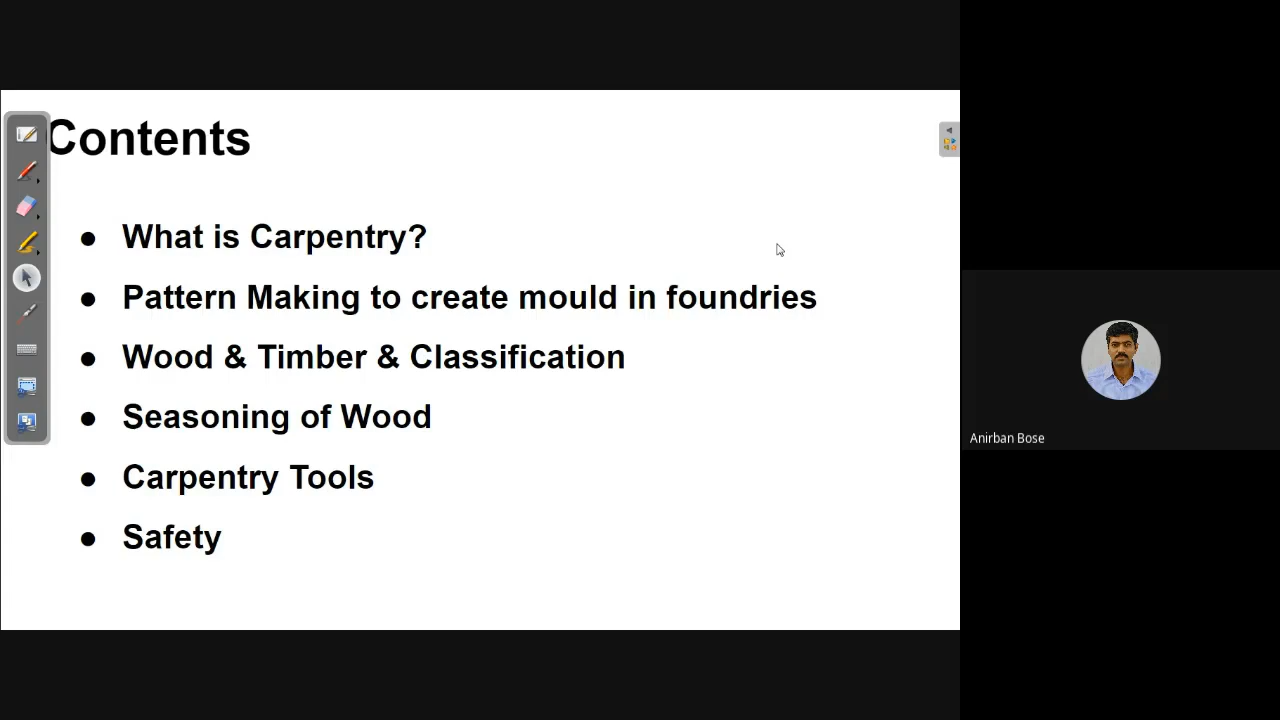 Contents
● What is Carpentry?
● Pattern Making to create mould in foundries
● Wood & Timber & Classification
● Seasoning of Wood
● Carpentry Tools
● Safety
Anirban Bose